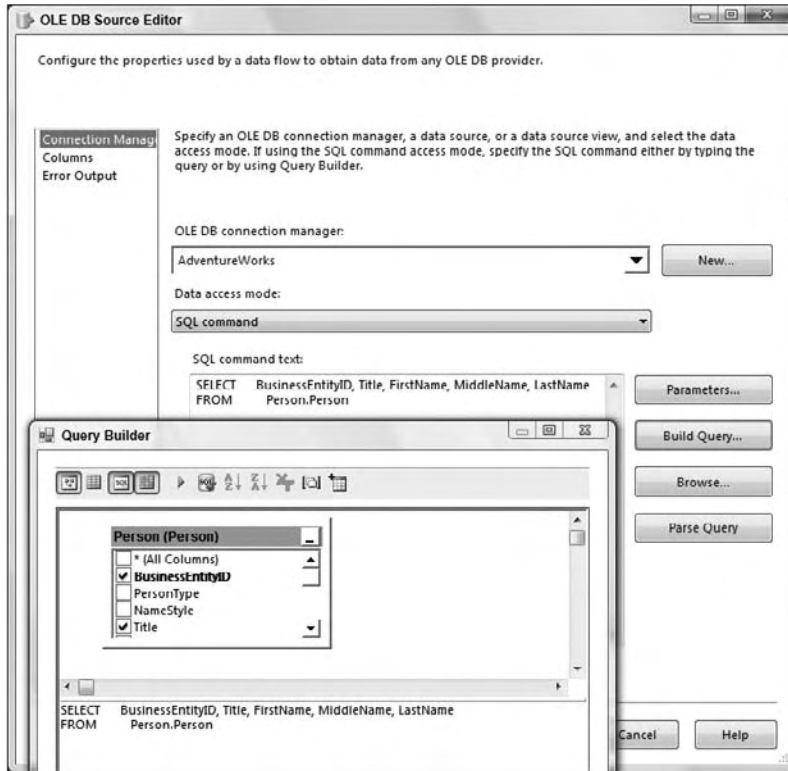 OLE DB Source Editor
Configure the properties used by a data flow to obtain data from any OLE DB provider.
Connection Manag
Columns
Error Output
Specify an OLE DB connection manager, a data source, or a data source view, and select the data
access mode. If using the SQL command access mode, specify the SQL command either by typing the
query or by using Query Builder.
OLE DB connection manager:
AdventureWorks
New...
Data access mode:
SQL command
SQL command text:
SELECT BusinessEntityID, Title, FirstName, MiddleName, LastName
FROM Person.Person
Parameters...
Build Query...
Browse...
Parse Query
Query Builder
SQL
Person (Person)
* (All Columns)
BusinessEntityID
PersonType
NameStyle
Title
SELECT BusinessEntityID, Title, FirstName, MiddleName, LastName
FROM Person.Person
Cancel
Help